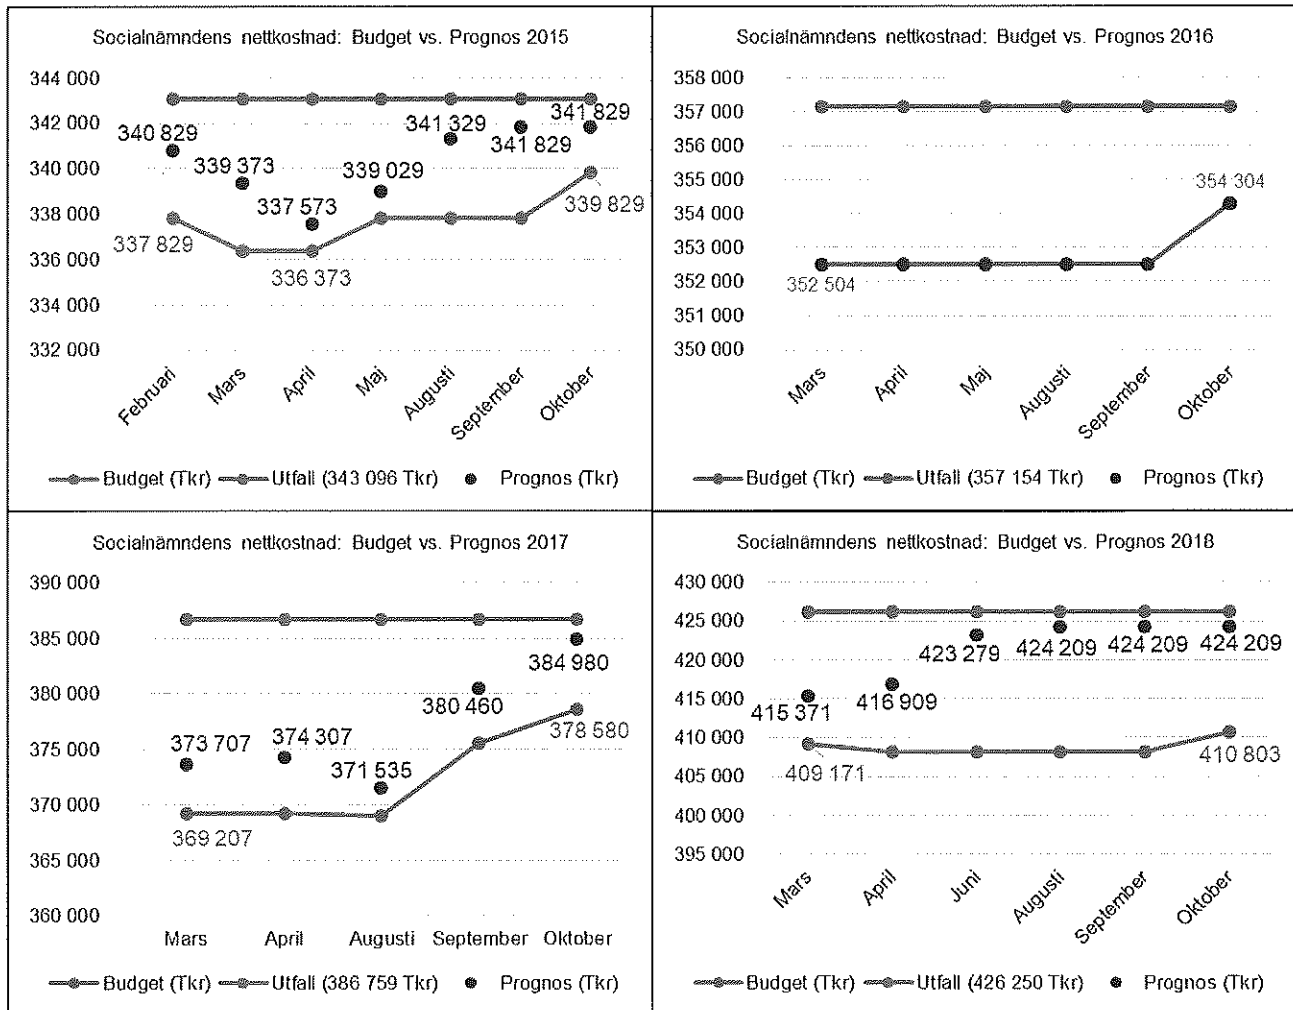 Socialnämndens nettkostnad: Budget vs. Prognos 2015
344 000
342 000
340 000
338 000
336 000
334 000
332 000
340 829
339 373
337 573
339 029
341 329
341 829
341 829
337 829
336 373
339 829
Februari
Mars
April
Maj
Augusti
September
Oktober
Budget (Tkr)
Utfall (343 096 Tkr)
Prognos (Tkr)
Socialnämndens nettkostnad: Budget vs. Prognos 2016
358 000
357 000
356 000
355 000
354 000
353 000
352 000
351 000
350 000
352 504
354 304
Mars
April
Maj
Augusti
September
Oktober
Budget (Tkr)
Utfall (357 154 Tkr)
Prognos (Tkr)
Socialnämndens nettkostnad: Budget vs. Prognos 2017
390 000
385 000
380 000
375 000
370 000
365 000
360 000
373 707
374 307
371 535
380 460
384 980
369 207
378 580
Mars
April
Augusti
September
Oktober
Budget (Tkr)
Utfall (386 759 Tkr)
Prognos (Tkr)
Socialnämndens nettkostnad: Budget vs. Prognos 2018
430 000
425 000
420 000
415 000
410 000
405 000
400 000
395 000
415 371
416 909
423 279
424 209
424 209
424 209
409 171
410 803
Mars
April
Juni
Augusti
September
Oktober
Budget (Tkr)
Utfall (426 250 Tkr)
Prognos (Tkr)